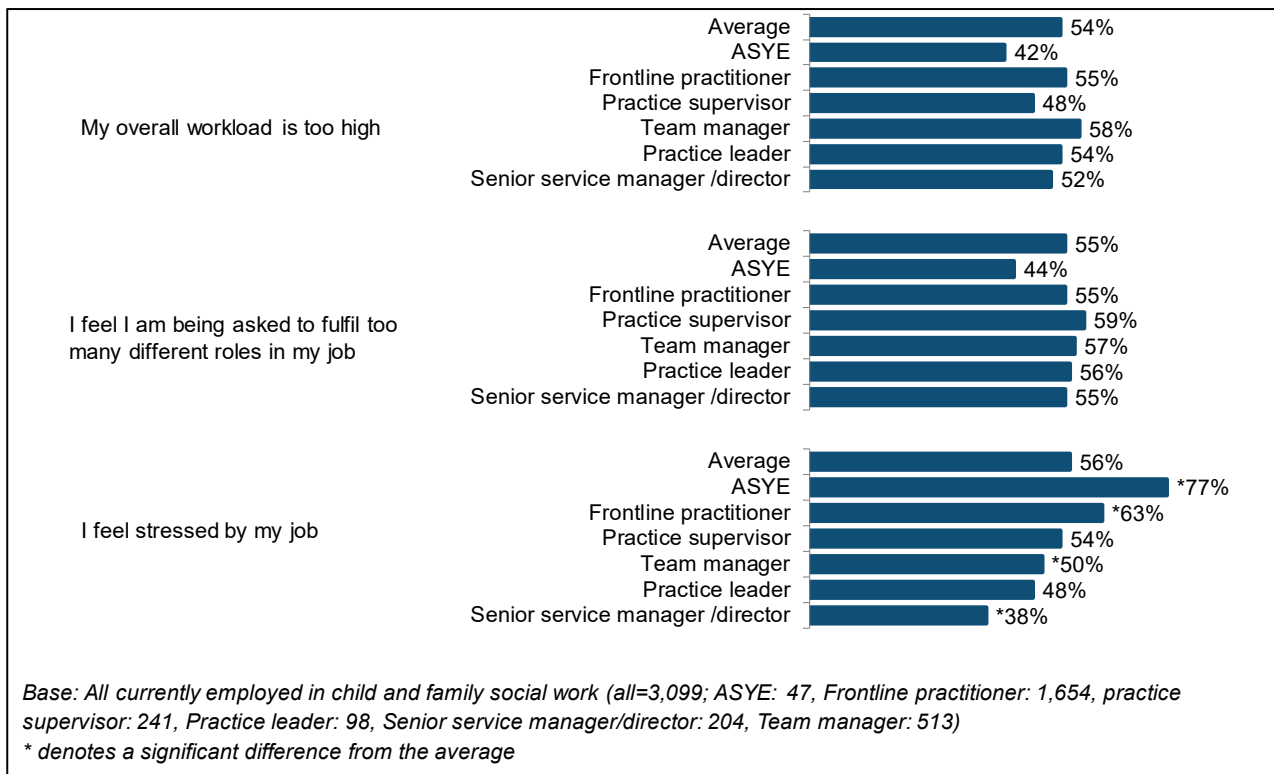 My overall workload is too high
Average 54%
ASYE 42%
Frontline practitioner 55%
Practice supervisor 48%
Team manager 58%
Practice leader 54%
Senior service manager /director 52%
I feel I am being asked to fulfil too
many different roles in my job
Average 55%
ASYE 44%
Frontline practitioner 55%
Practice supervisor 59%
Team manager 57%
Practice leader 56%
Senior service manager /director 55%
I feel stressed by my job
Average 56%
ASYE *77%
Frontline practitioner *63%
Practice supervisor 54%
Team manager *50%
Practice leader 48%
Senior service manager /director *38%
Base: All currently employed in child and family social work (all=3,099; ASYE: 47, Frontline practitioner: 1,654, practice
supervisor: 241, Practice leader: 98, Senior service manager/director: 204, Team manager: 513)
* denotes a significant difference from the average